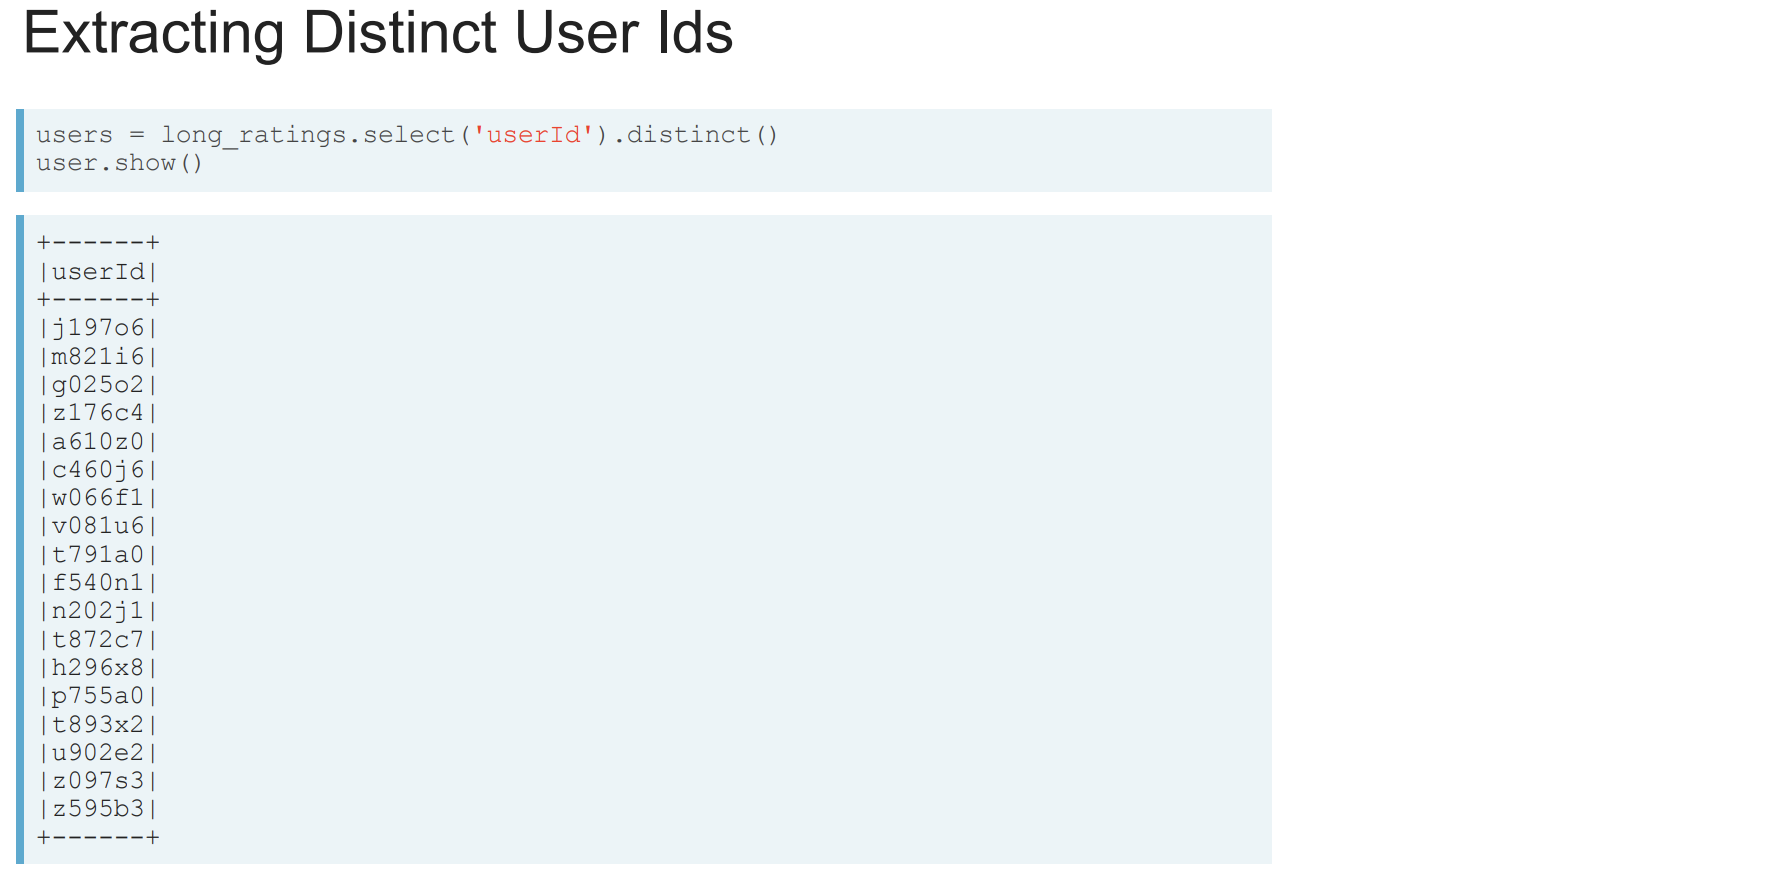 Extracting Distinct User Ids
users = long_ratings.select('userId').distinct()
user.show()
+------+
|userId|
+------+
|j197o6|
|m821i6|
|g025o2|
|z176c4|
|a610z0|
|c460j6|
|w066f1|
|v081u6|
|t791a0|
|f540n1|
|n202j1|
|t872c7|
|h296x8|
|p755a0|
|t893x2|
|u902e2|
|z097s3|
|z595b3|
+------+